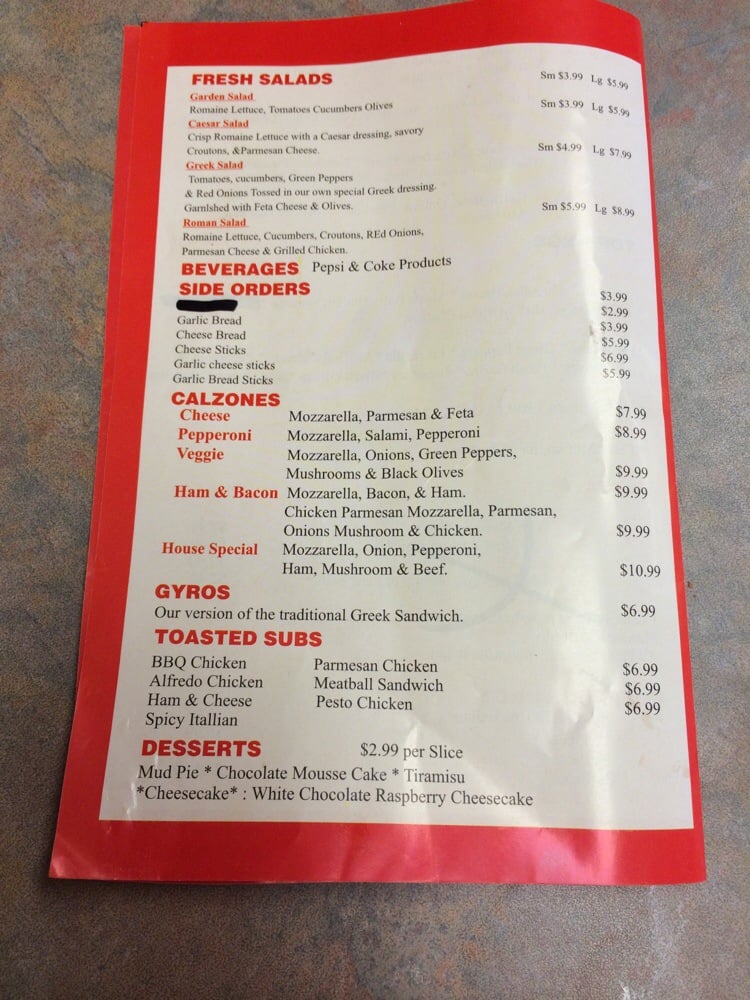 FRESH SALADS Sm $3.99 Lg $5.99
Garden Salad
Romaine Lettuce, Tomatoes Cucumbers Olives Sm $3.99 Lg $5.99
Caesar Salad
Crisp Romaine Lettuce with a Caesar dressing, savory
Croutons, &Parmesan Cheese. Sm $4.99 Lg $7.99
Greek Salad
Tomatoes, cucumbers, Green Peppers
& Red Onions Tossed in our own special Greek dressing.
Garnlshed with Feta Cheese & Olives. Sm $5.99 Lg $8.99
Roman Salad
Romaine Lettuce, Cucumbers, Croutons, REd Onions,
Parmesan Cheese & Grilled Chicken.
BEVERAGES Pepsi & Coke Products
SIDE ORDERS
$3.99
Garlic Bread $2.99
Cheese Bread $3.99
Cheese Sticks $5.99
Garlic cheese sticks $6.99
Garlic Bread Sticks $5.99
CALZONES
Cheese Mozzarella, Parmesan & Feta $7.99
Pepperoni Mozzarella, Salami, Pepperoni $8.99
Veggie Mozzarella, Onions, Green Peppers,
Mushrooms & Black Olives $9.99
Ham & Bacon Mozzarella, Bacon, & Ham. $9.99
Chicken Parmesan Mozzarella, Parmesan,
Onions Mushroom & Chicken. $9.99
House Special Mozzarella, Onion, Pepperoni,
Ham, Mushroom & Beef. $10.99
GYROS
Our version of the traditional Greek Sandwich. $6.99
TOASTED SUBS
BBQ Chicken Parmesan Chicken $6.99
Alfredo Chicken Meatball Sandwich $6.99
Ham & Cheese Pesto Chicken $6.99
Spicy Itallian
DESSERTS $2.99 per Slice
Mud Pie * Chocolate Mousse Cake * Tiramisu
*Cheesecake* : White Chocolate Raspberry Cheesecake